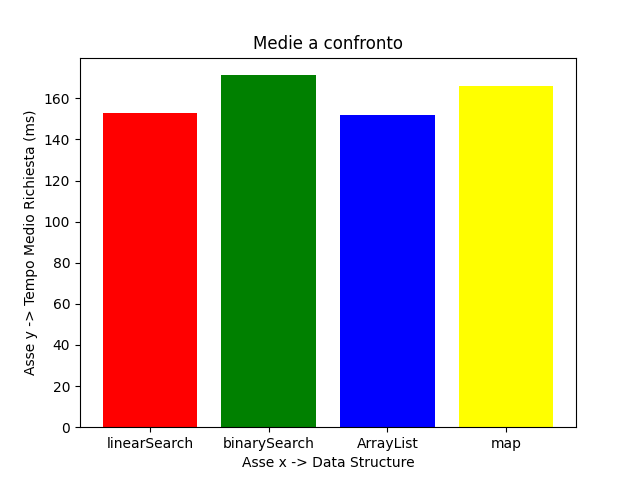 Medie a confronto
Asse y -> Tempo Medio Richiesta (ms)
160
140
120
100
80
60
40
20
0
linearSearch binarySearch ArrayList map
Asse x -> Data Structure